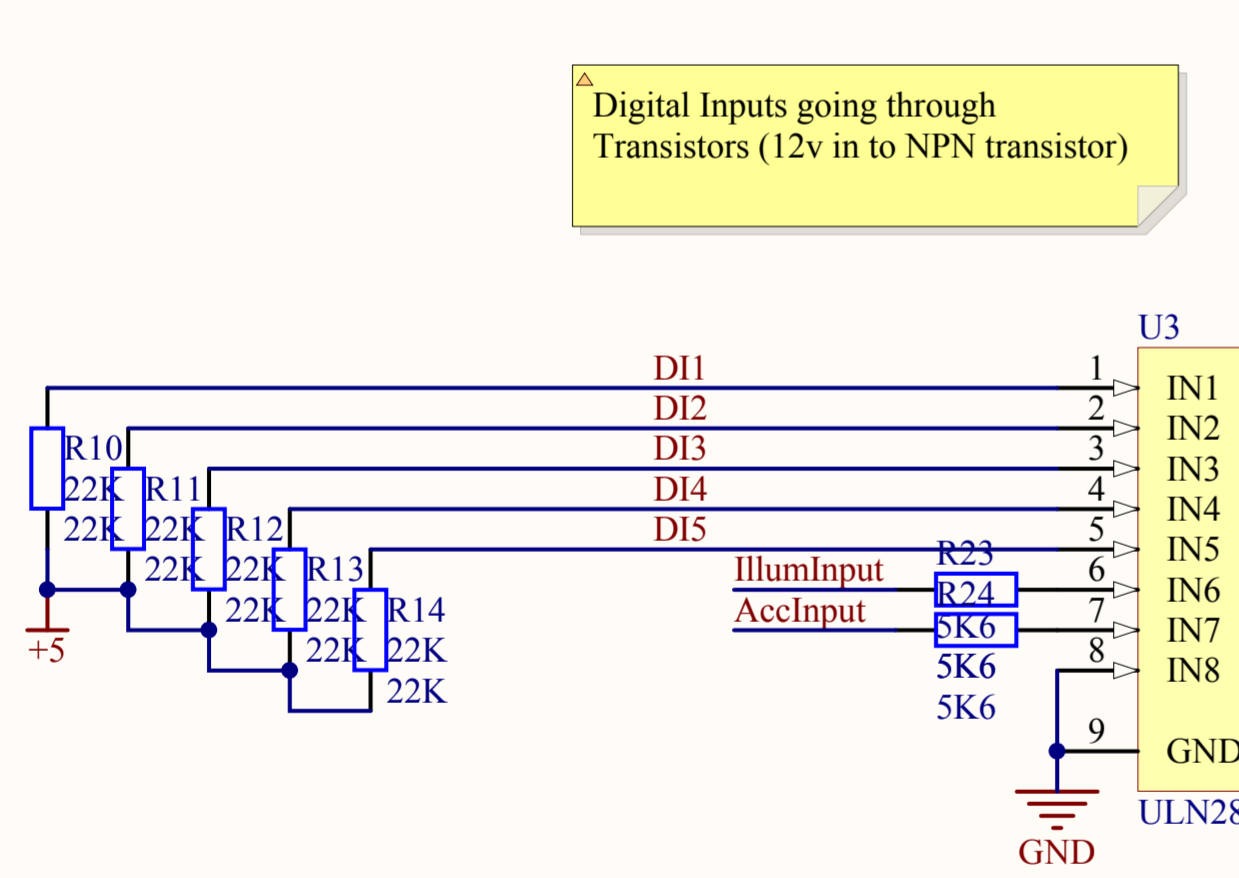 Digital Inputs going through
Transistors (12v in to NPN transistor)
U3
DI1
1
IN1
DI2
2
IN2
DI3
3
IN3
DI4
4
IN4
DI5
5
IN5
R10
22K
22K
R11
22K
22K
R12
22K
22K
R13
22K
22K
R14
22K
22K
+5
R23
IllumInput
6
IN6
R24
AccInput
5K6
7
IN7
5K6
8
IN8
5K6
9
GND
ULN28
GND